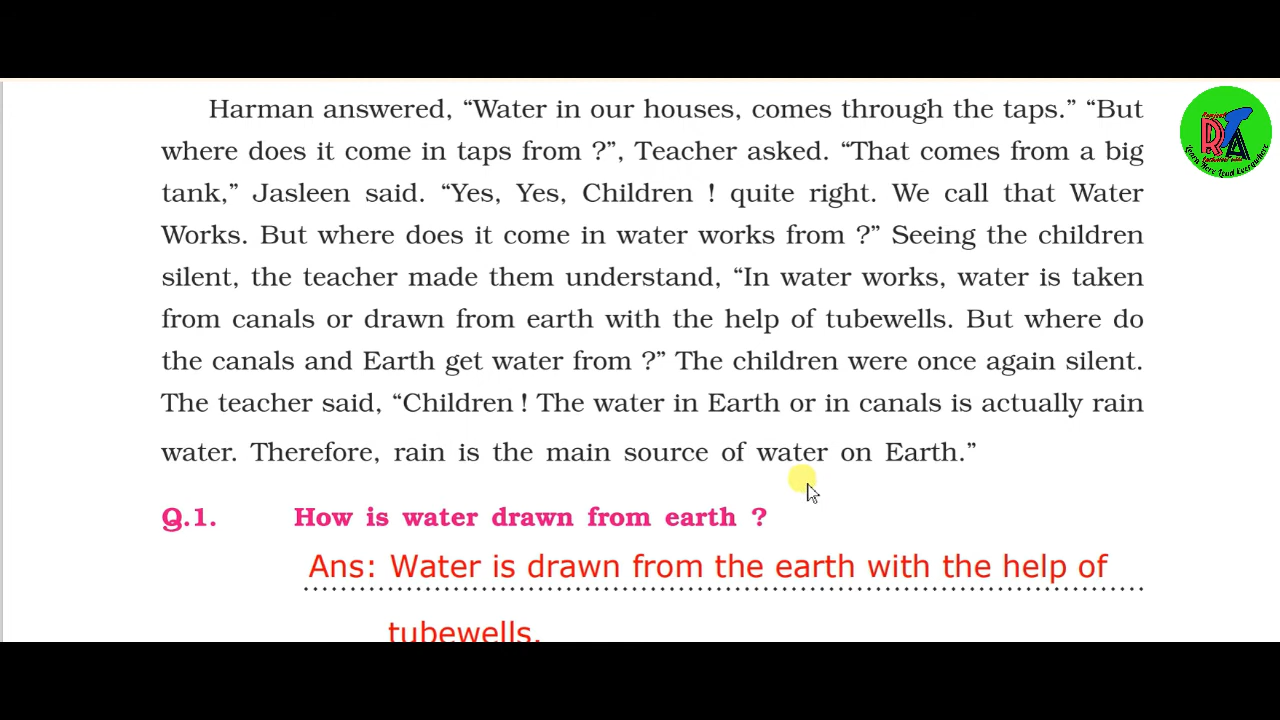 Harman answered, “Water in our houses, comes through the taps.” “But
where does it come in taps from ?”, Teacher asked. “That comes from a big
tank,” Jasleen said. “Yes, Yes, Children ! quite right. We call that Water
Works. But where does it come in water works from ?” Seeing the children
silent, the teacher made them understand, “In water works, water is taken
from canals or drawn from earth with the help of tubewells. But where do
the canals and Earth get water from ?” The children were once again silent.
The teacher said, “Children ! The water in Earth or in canals is actually rain
water. Therefore, rain is the main source of water on Earth.”
Q.1. How is water drawn from earth ?
Ans: Water is drawn from the earth with the help of
tubewells.
RTA
Learn Here Lead Everywhere